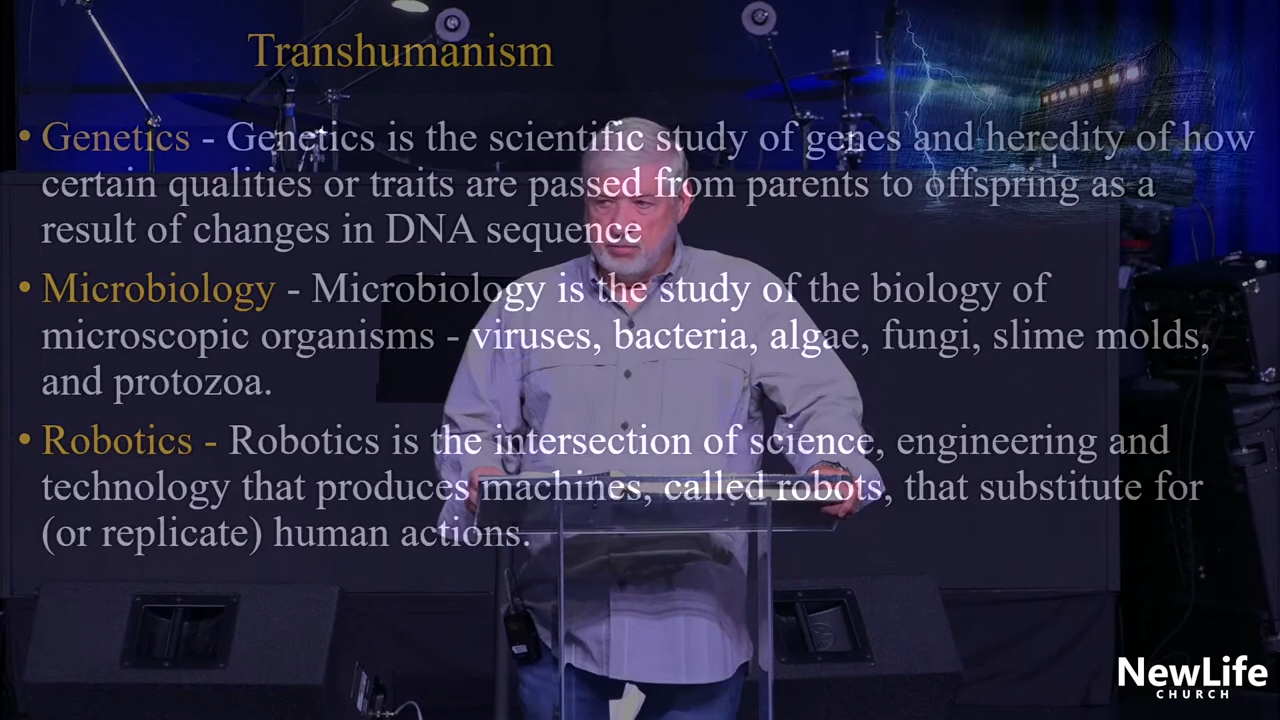 Transhumanism
• Genetics - Genetics is the scientific study of genes and heredity of how
certain qualities or traits are passed from parents to offspring as a
result of changes in DNA sequence
• Microbiology - Microbiology is the study of the biology of
microscopic organisms - viruses, bacteria, algae, fungi, slime molds,
and protozoa.
• Robotics - Robotics is the intersection of science, engineering and
technology that produces machines, called robots, that substitute for
(or replicate) human actions.
NewLife
CHURCH